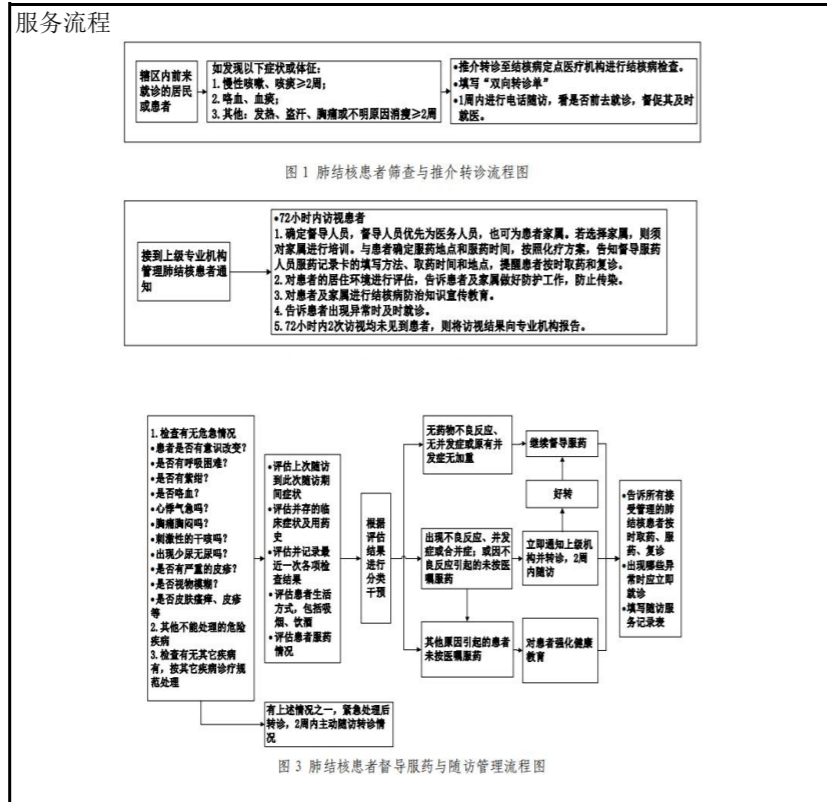 服务流程
辖区内前来
就诊的居民
或患者
如发现以下症状或体征：
1.慢性咳嗽、咳痰≥2周；
2.咯血、血痰；
3.其他：发热、盗汗、胸痛或不明原因消瘦≥2周
•推介转诊至结核病定点医疗机构进行结核病检查。
•填写“双向转诊单”
•1周内进行电话随访，看是否前去就诊，督促其及时
就医。
图 1 肺结核患者筛查与推介转诊流程图
接到上级专业机构
管理肺结核患者通
知
•72小时内访视患者
1.确定督导人员，督导人员优先为医务人员，也可为患者家属。若选择家属，则须
对家属进行培训。与患者确定服药地点和服药时间，按照化疗方案，告知督导服药
人员服药记录卡的填写方法、取药时间和地点，提醒患者按时取药和复诊。
2.对患者的居住环境进行评估，告诉患者及家属做好防护工作，防止传染。
3.对患者及家属进行结核病防治知识宣传教育。
4.告诉患者出现异常时及时就诊。
5.72小时内2次访视均未见到患者，则将访视结果向专业机构报告。
1.检查有无危急情况
•患者是否有意识改变？
•是否有呼吸困难？
•是否有紫绀？
•是否咯血？
•心悸气急吗？
•胸痛胸闷吗？
•刺激性的干咳吗？
•出现少尿无尿吗？
•是否有严重的皮疹？
•是否视物模糊？
•是否皮肤瘙痒、皮疹
等
2.其他不能处理的危险
疾病
3.检查有无其它疾病
有，按其它疾病诊疗规
范处理
•评估上次随访
到此次随访期
间症状
•评估并存的临
床症状及用药
史
•评估并记录最
近一次各项检
查结果
•评估患者生活
方式，包括吸
烟、饮酒
•评估患者服药
情况
根据
评估
结果
进行
分类
干预
无药物不良反应、
无并发症或原有并
发症无加重
继续督导服药
好转
出现不良反应、并发
症或合并症；或因不
良反应引起的未按医
嘱服药
立即通知上级机
构并转诊，2周
内随访
其他原因引起的患者
未按医嘱服药
对患者强化健康
教育
•告诉所有接
受管理的肺
结核患者按
时取药、服
药、复诊
•出现哪些异
常时应立即
就诊
•填写随访服
务记录表
有上述情况之一，紧急处理后
转诊，2周内主动随访转诊情
况
图 3 肺结核患者督导服药与随访管理流程图